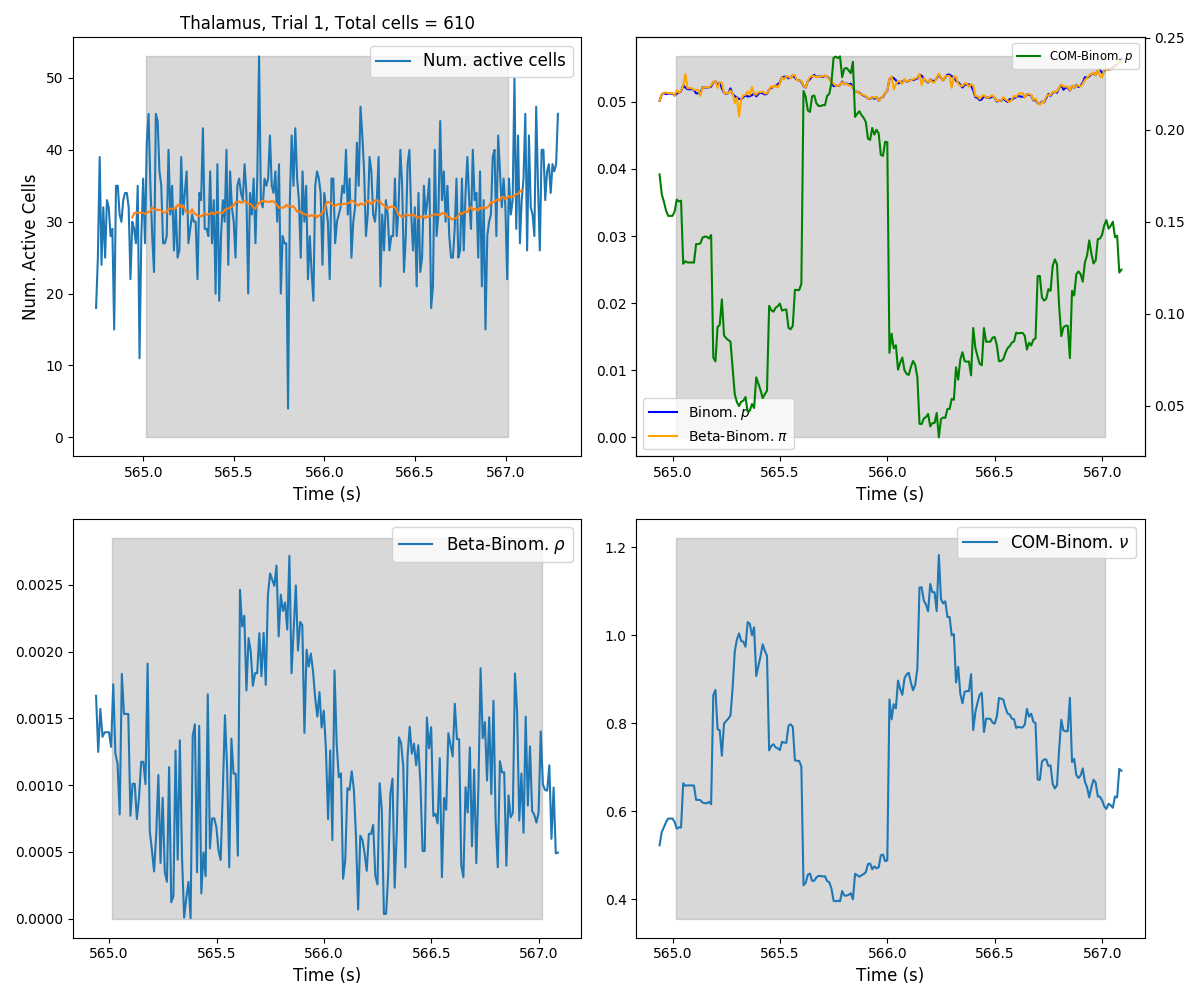 Thalamus, Trial 1, Total cells = 610
Num. active cells
50
40
30
20
10
0
Num. Active Cells
565.0 565.5 566.0 566.5 567.0
Time (s)
COM-Binom. p
0.05
0.04
0.03
0.02
0.01
0.00
0.25
0.20
0.15
0.10
0.05
Binom. p
Beta-Binom. π
565.0 565.5 566.0 566.5 567.0
Time (s)
Beta-Binom. ρ
0.0025
0.0020
0.0015
0.0010
0.0005
0.0000
565.0 565.5 566.0 566.5 567.0
Time (s)
COM-Binom. ν
1.2
1.0
0.8
0.6
0.4
565.0 565.5 566.0 566.5 567.0
Time (s)